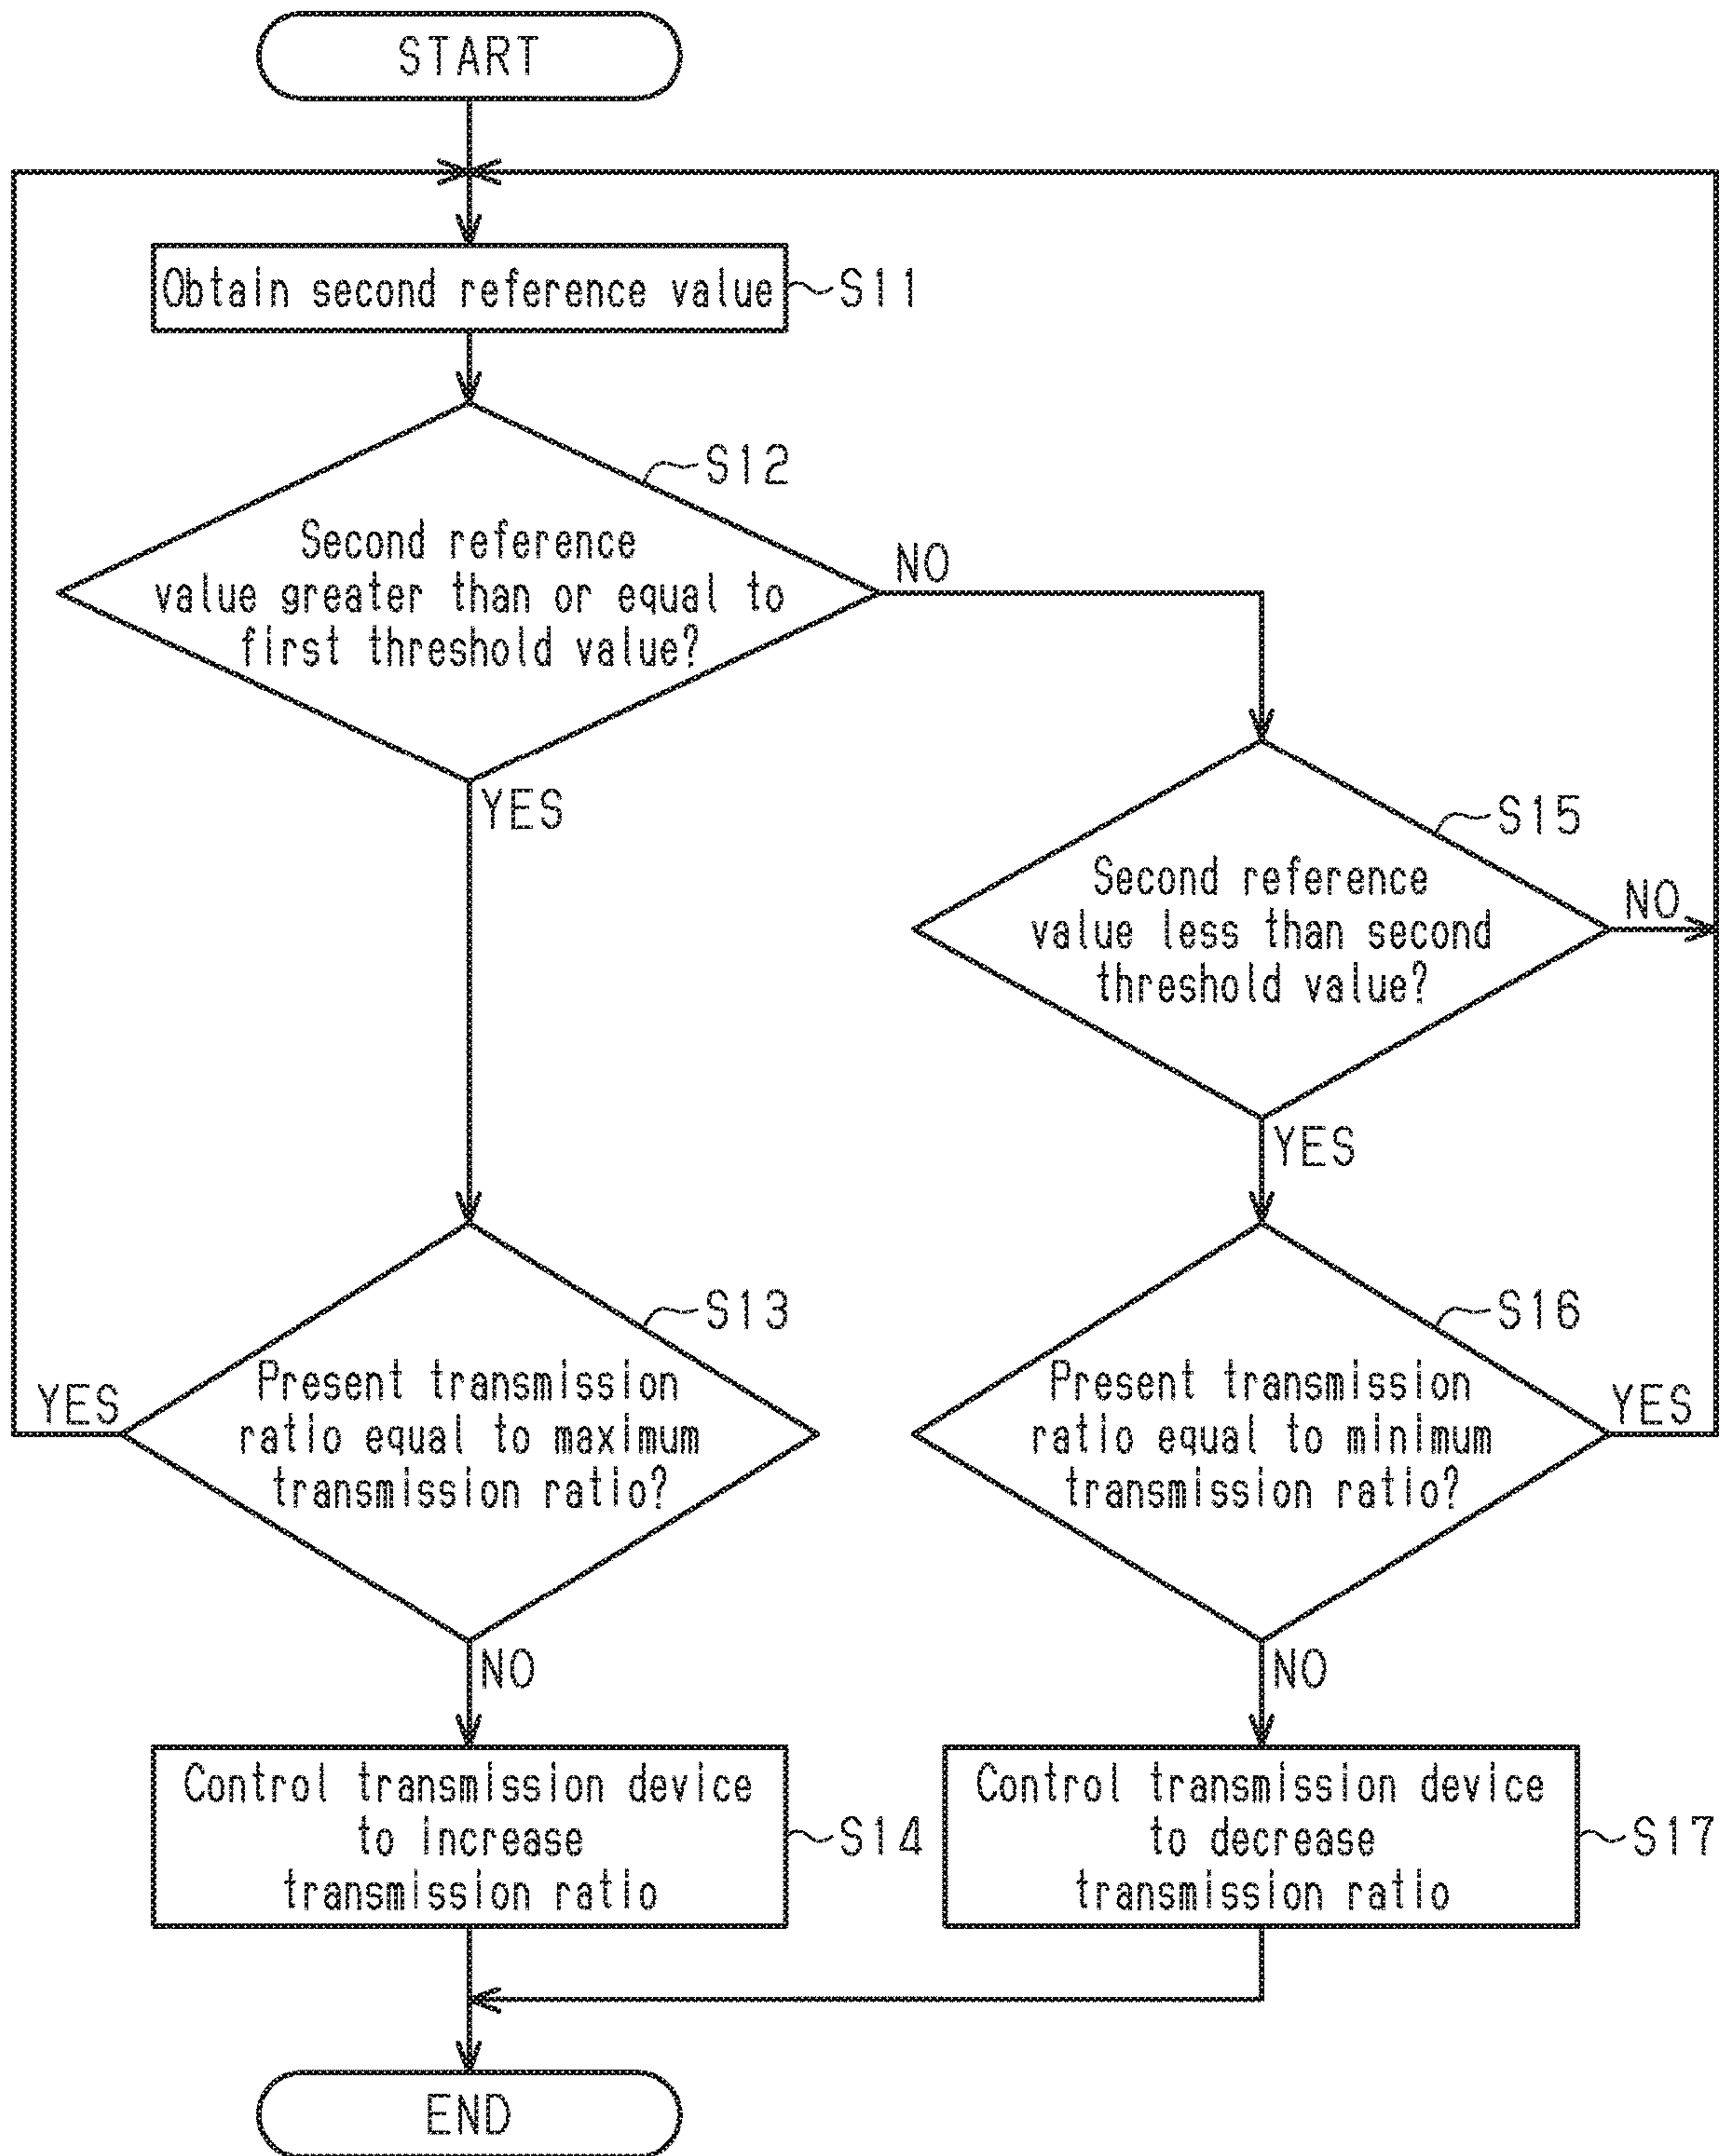 START
Obtain second reference value
S11
S12
Second reference
value greater than or equal to
first threshold value?
NO
YES
S15
Second reference
value less than second
threshold value?
NO
YES
S13
Present transmission
ratio equal to maximum
transmission ratio?
YES
NO
S16
Present transmission
ratio equal to minimum
transmission ratio?
YES
NO
Control transmission device
to increase
transmission ratio
S14
Control transmission device
to decrease
transmission ratio
S17
END